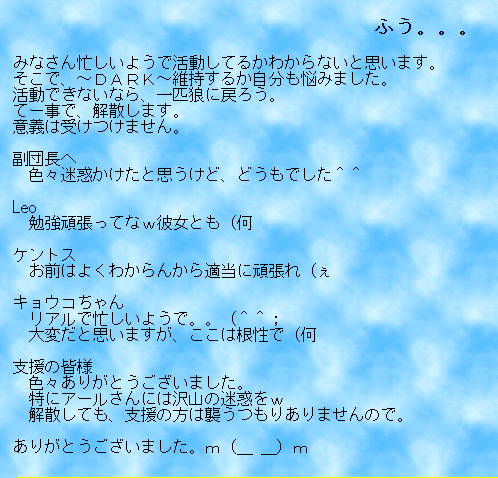 ふう。。。
みなさん忙しいようで活動してるかわからないと思います。
そこで、～ＤＡＲＫ～維持するか自分も悩みました。
活動できないなら、一匹狼に戻ろう。
てー事で、解散します。
意義は受けつけません。
副団長へ
色々迷惑かけたと思うけど、どうもでした＾＾
Leo
勉強頑張ってなｗ彼女とも（何
ケントス
お前はよくわからんから適当に頑張れ（ぇ
キョウコちゃん
リアルで忙しいようで。。（＾＾；
大変だと思いますが、ここは根性で（何
支援の皆様
色々ありがとうございました。
特にアールさんには沢山の迷惑をｗ
解散しても、支援の方は襲うつもりありませんので。
ありがとうございました。ｍ（＿ ＿）ｍ